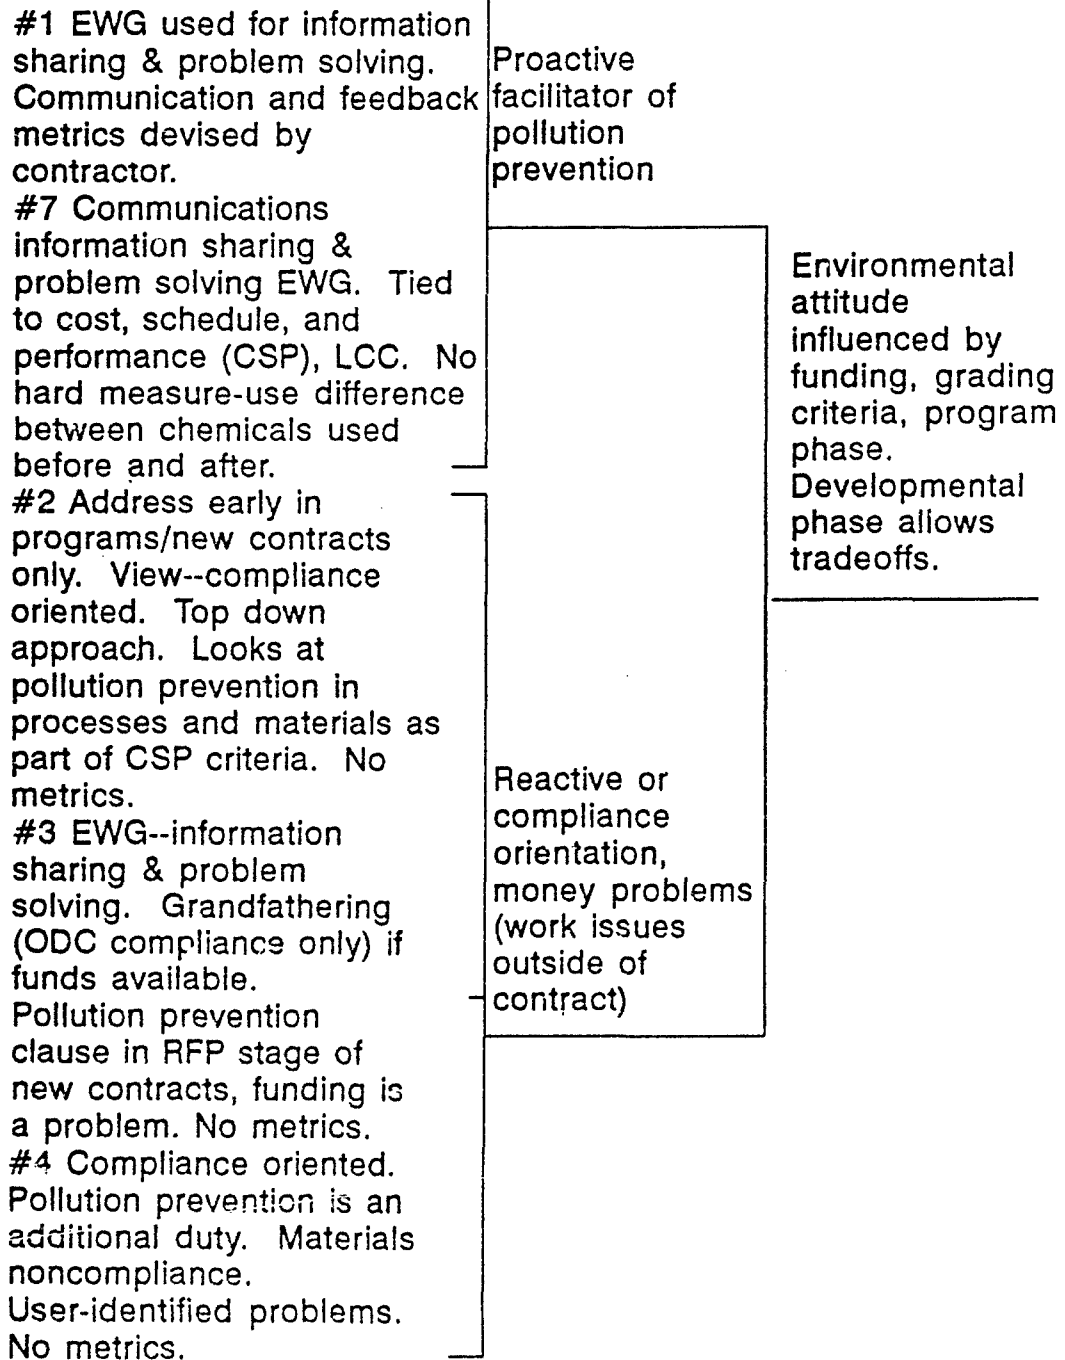 #1 EWG used for information
sharing & problem solving.
Communication and feedback
metrics devised by
contractor.
#7 Communications
information sharing &
problem solving EWG. Tied
to cost, schedule, and
performance (CSP), LCC. No
hard measure-use difference
between chemicals used
before and after.
#2 Address early in
programs/new contracts
only. View--compliance
oriented. Top down
approach. Looks at
pollution prevention in
processes and materials as
part of CSP criteria. No
metrics.
#3 EWG--information
sharing & problem
solving. Grandfathering
(ODC compliance only) if
funds available.
Pollution prevention
clause in RFP stage of
new contracts, funding is
a problem. No metrics.
#4 Compliance oriented.
Pollution prevention is an
additional duty. Materials
noncompliance.
User-identified problems.
No metrics.
Proactive
facilitator of
pollution
prevention
Reactive or
compliance
orientation,
money problems
(work issues
outside of
contract)
Environmental
attitude
influenced by
funding, grading
criteria, program
phase.
Developmental
phase allows
tradeoffs.